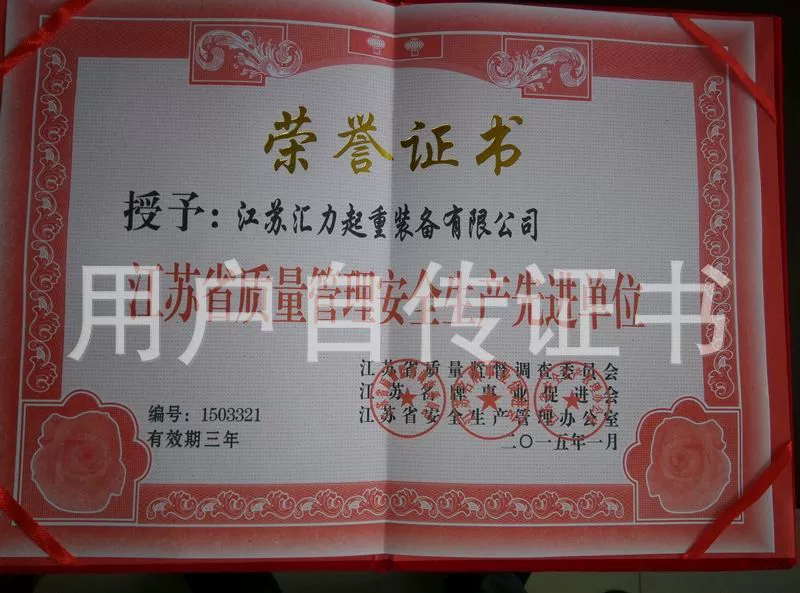 荣誉证书
授予：江苏汇力起重装备有限公司
江苏省质量管理安全生产先进单位
用户自传证书
江苏省质量监督调查委员会
江苏名牌事业促进会
江苏省安全生产管理办公室
编号：1503321
有效期三年
二〇一五年一月